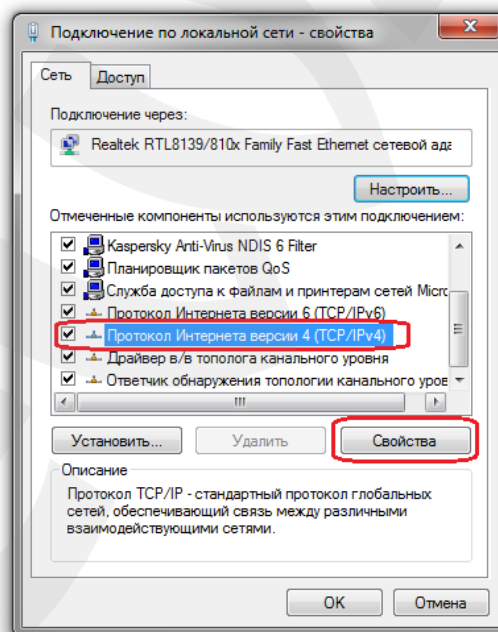 Подключение по локальной сети - свойства
Сеть
Доступ
Подключение через:
Realtek RTL8139/810x Family Fast Ethernet сетевой ада
Настроить...
Отмеченные компоненты используются этим подключением:
Kaspersky Anti-Virus NDIS 6 Filter
Планировщик пакетов QoS
Служба доступа к файлам и принтерам сетей Micro
Протокол Интернета версии 6 (TCP/IPv6)
Протокол Интернета версии 4 (TCP/IPv4)
Драйвер в/в тополога канального уровня
Ответчик обнаружения топологии канального уров
Установить...
Удалить
Свойства
Описание
Протокол TCP/IP - стандартный протокол глобальных
сетей, обеспечивающий связь между различными
взаимодействующими сетями.
OK
Отмена